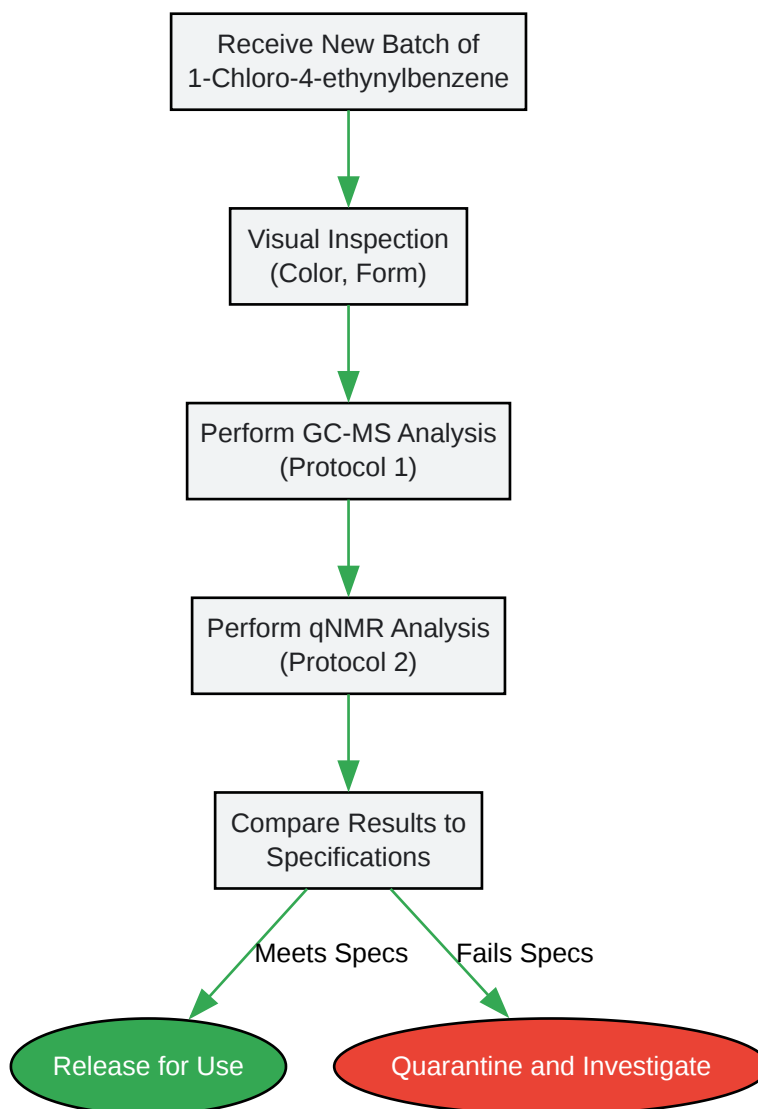 Receive New Batch of
1-Chloro-4-ethynylbenzene
Visual Inspection
(Color, Form)
Perform GC-MS Analysis
(Protocol 1)
Perform qNMR Analysis
(Protocol 2)
Compare Results to
Specifications
Meets Specs
Fails Specs
Release for Use
Quarantine and Investigate